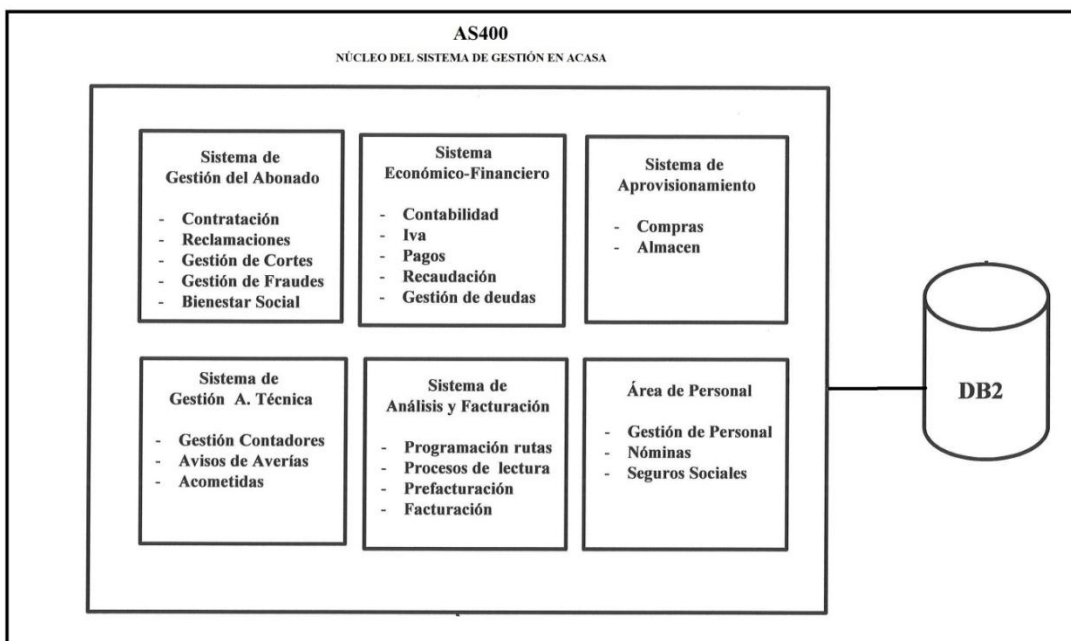 AS400
NÚCLEO DEL SISTEMA DE GESTIÓN EN ACASA
Sistema de
Gestión del Abonado
- Contratación
- Reclamaciones
- Gestión de Cortes
- Gestión de Fraudes
- Bienestar Social
Sistema
Económico-Financiero
- Contabilidad
- Iva
- Pagos
- Recaudación
- Gestión de deudas
Sistema de
Aprovisionamiento
- Compras
- Almacen
Sistema de
Gestión A. Técnica
- Gestión Contadores
- Avisos de Averías
- Acometidas
Sistema de
Análisis y Facturación
- Programación rutas
- Procesos de lectura
- Prefacturación
- Facturación
Área de Personal
- Gestión de Personal
- Nóminas
- Seguros Sociales
DB2